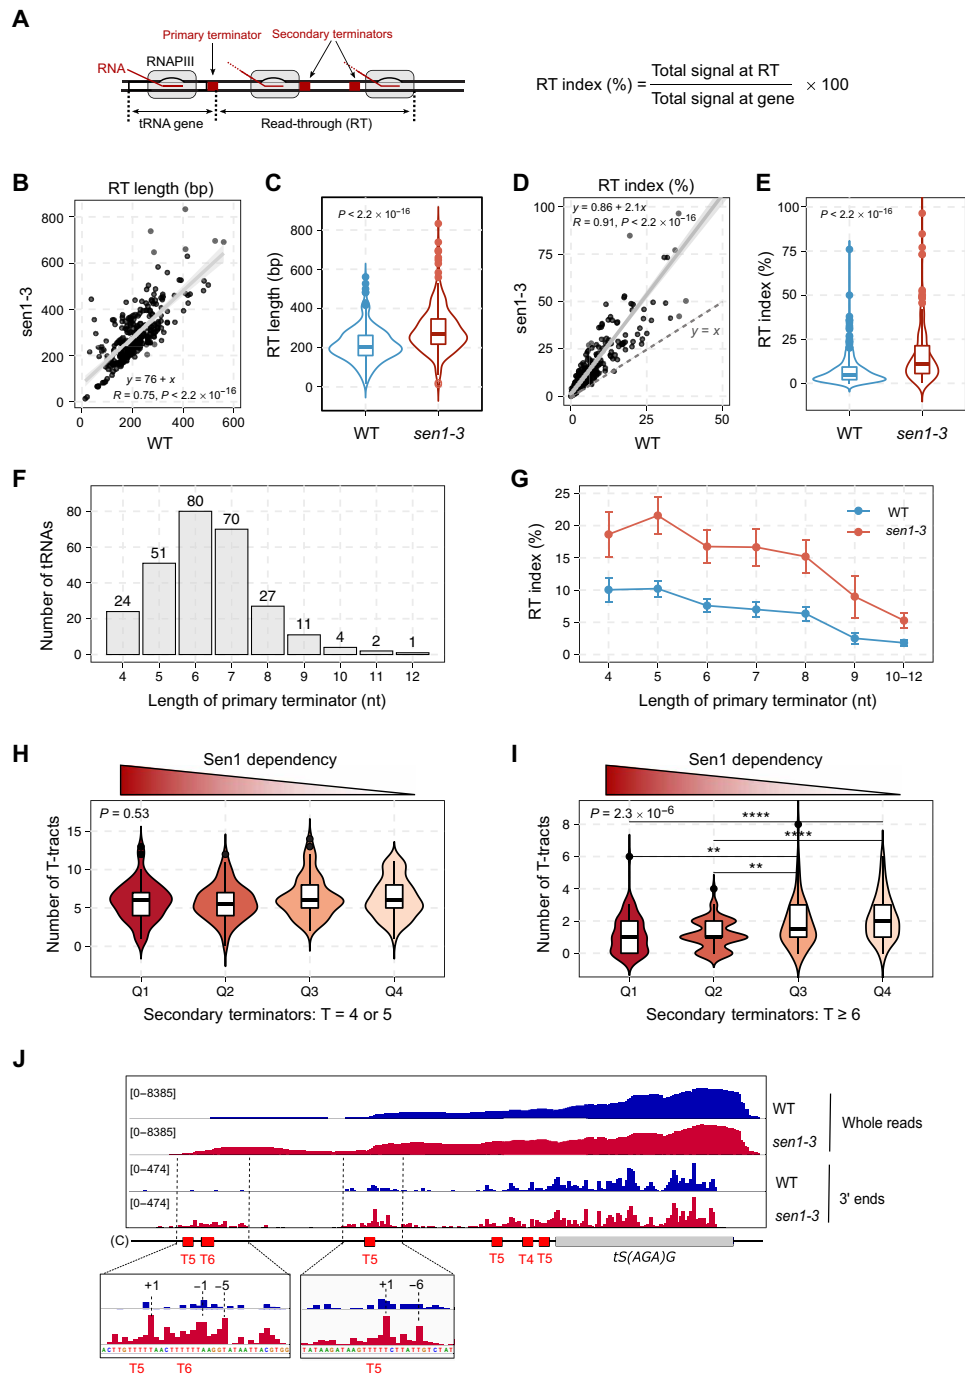 A
Primary terminator
Secondary terminators
RNAPIII
RNA
tRNA gene
Read-through (RT)
RT index (%) = Total signal at RT / Total signal at gene × 100
B
RT length (bp)
800
600
400
200
0
sen1-3
y = 76 + x
R = 0.75, P < 2.2 × 10⁻¹⁶
0 200 400 600
WT
C
P < 2.2 × 10⁻¹⁶
800
600
400
200
0
RT length (bp)
WT sen1-3
D
RT index (%)
100
75
50
25
0
sen1-3
y = 0.86 + 2.1x
R = 0.91, P < 2.2 × 10⁻¹⁶
y = x
0 25 50
WT
E
P < 2.2 × 10⁻¹⁶
100
75
50
25
0
RT index (%)
WT sen1-3
F
80
60
40
20
0
Number of tRNAs
24 51 80 70 27 11 4 2 1
4 5 6 7 8 9 10 11 12
Length of primary terminator (nt)
G
25
20
15
10
5
0
RT index (%)
WT
sen1-3
4 5 6 7 8 9 10−12
Length of primary terminator (nt)
H
Sen1 dependency
P = 0.53
15
10
5
0
Number of T-tracts
Q1 Q2 Q3 Q4
Secondary terminators: T = 4 or 5
I
Sen1 dependency
P = 2.3 × 10⁻⁶
****
****
**
**
8
6
4
2
0
Number of T-tracts
Q1 Q2 Q3 Q4
Secondary terminators: T ≥ 6
J
[0−8385]
WT
[0−8385]
sen1-3
Whole reads
[0−474]
WT
[0−474]
sen1-3
3' ends
(C)
T5 T6 T5 T5 T4 T5 tS(AGA)G
+1 −1 −5
ACTTGTTTTTAACTTTTTTAAGGTATAATTACGTGG
T5 T6
+1 −6
TATAAGATAAGTTTTTCTTATTGTCTAT
T5